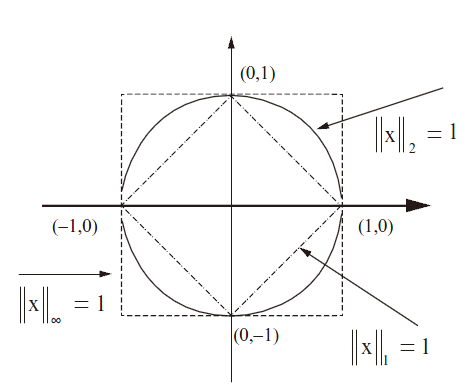 (0,1)
‖x‖₂ = 1
(−1,0)
(1,0)
‖x‖∞ = 1
(0,−1)
‖x‖₁ = 1